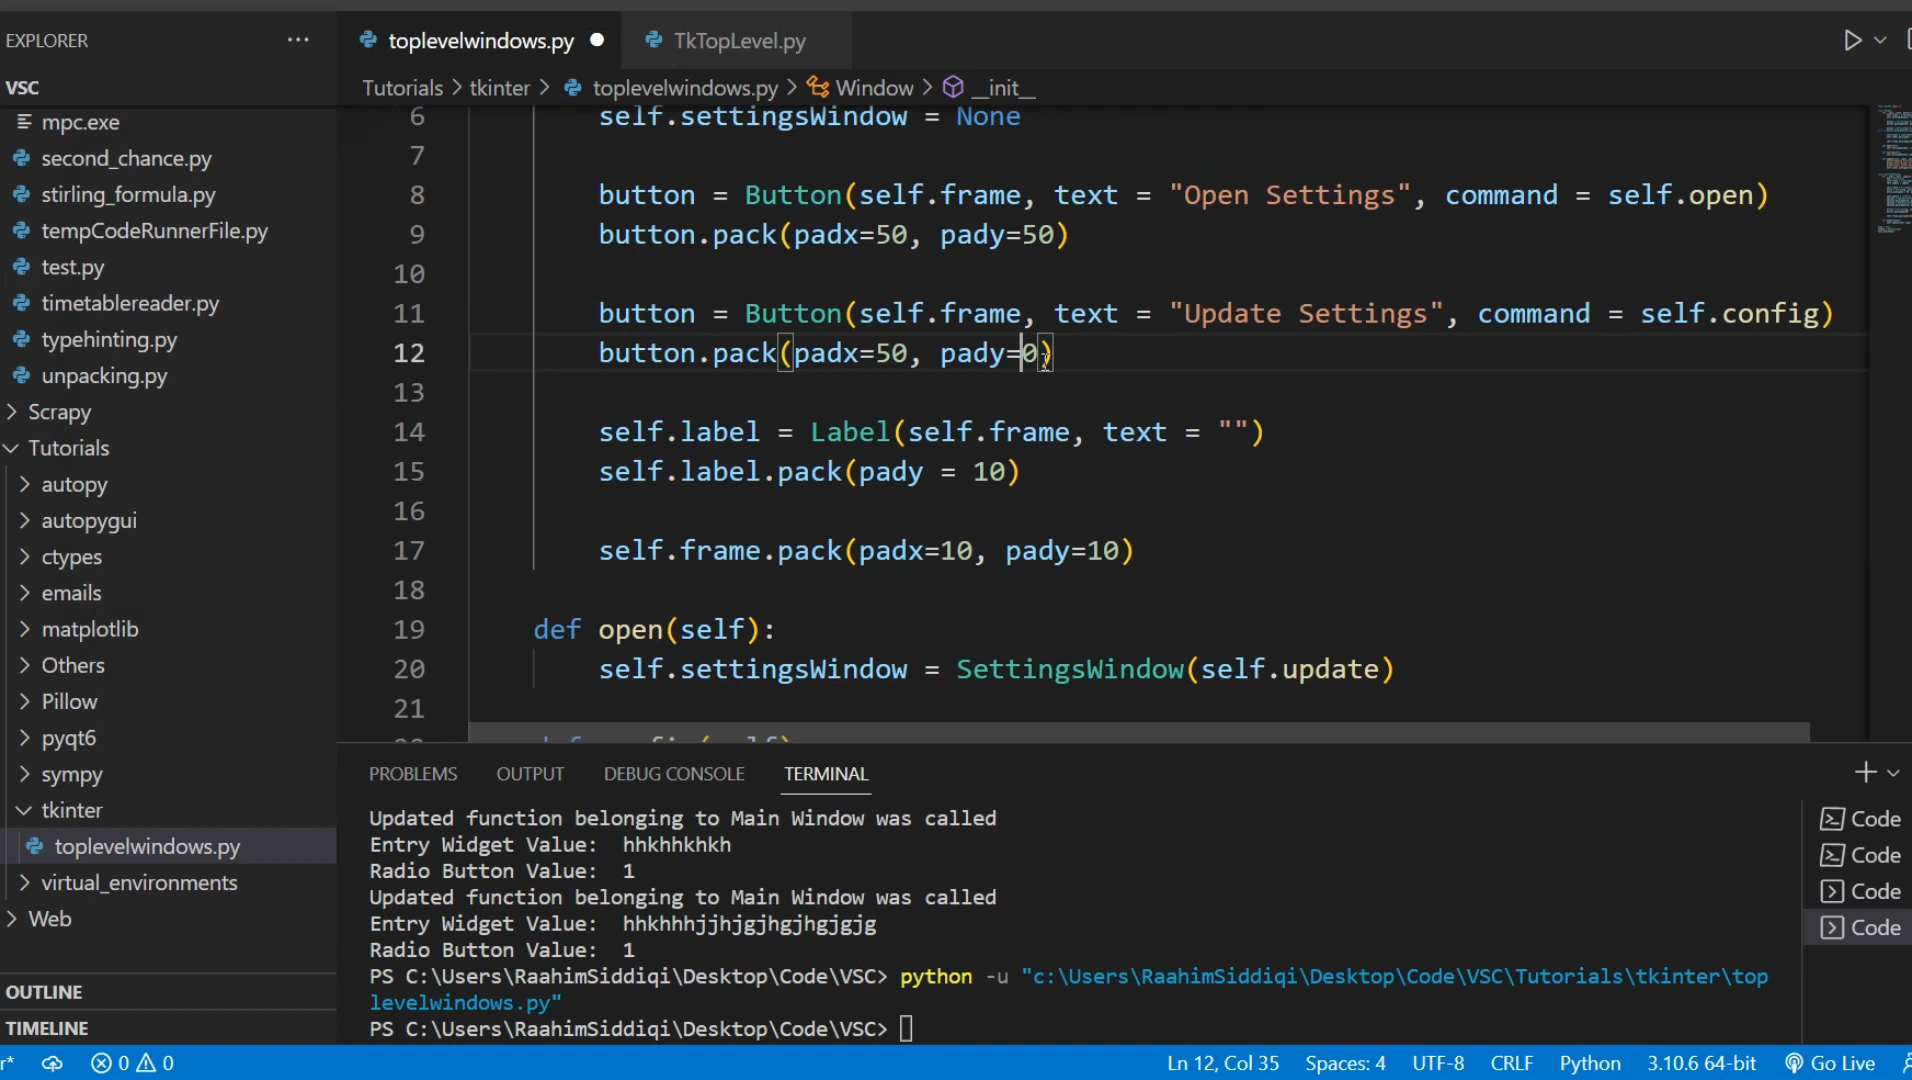 EXPLORER
···
toplevelwindows.py
TkTopLevel.py
VSC
Tutorials > tkinter > toplevelwindows.py > Window > __init__
mpc.exe
second_chance.py
stirling_formula.py
tempCodeRunnerFile.py
test.py
timetablereader.py
typehinting.py
unpacking.py
Scrapy
Tutorials
autopy
autopygui
ctypes
emails
matplotlib
Others
Pillow
pyqt6
sympy
tkinter
toplevelwindows.py
virtual_environments
Web
OUTLINE
TIMELINE
6 self.settingsWindow = None
7
8 button = Button(self.frame, text = "Open Settings", command = self.open)
9 button.pack(padx=50, pady=50)
10
11 button = Button(self.frame, text = "Update Settings", command = self.config)
12 button.pack(padx=50, pady=0)
13
14 self.label = Label(self.frame, text = "")
15 self.label.pack(pady = 10)
16
17 self.frame.pack(padx=10, pady=10)
18
19 def open(self):
20 self.settingsWindow = SettingsWindow(self.update)
21
PROBLEMS OUTPUT DEBUG CONSOLE TERMINAL
Updated function belonging to Main Window was called
Entry Widget Value:  hhkhhkhkh
Radio Button Value:  1
Updated function belonging to Main Window was called
Entry Widget Value:  hhkhhhjjhjgjhgjhgjgjg
Radio Button Value:  1
PS C:\Users\RaahimSiddiqi\Desktop\Code\VSC> python -u "c:\Users\RaahimSiddiqi\Desktop\Code\VSC\Tutorials\tkinter\top
levelwindows.py"
PS C:\Users\RaahimSiddiqi\Desktop\Code\VSC>
Code
Code
Code
Code
r* 0 0 Ln 12, Col 35 Spaces: 4 UTF-8 CRLF Python 3.10.6 64-bit Go Live